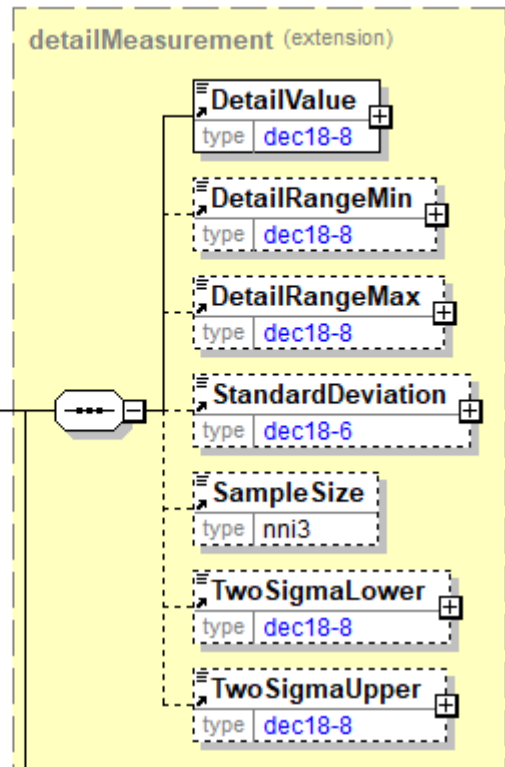 detailMeasurement (extension)
DetailValue
type dec18-8
DetailRangeMin
type dec18-8
DetailRangeMax
type dec18-8
StandardDeviation
type dec18-6
SampleSize
type nni3
TwoSigmaLower
type dec18-8
TwoSigmaUpper
type dec18-8